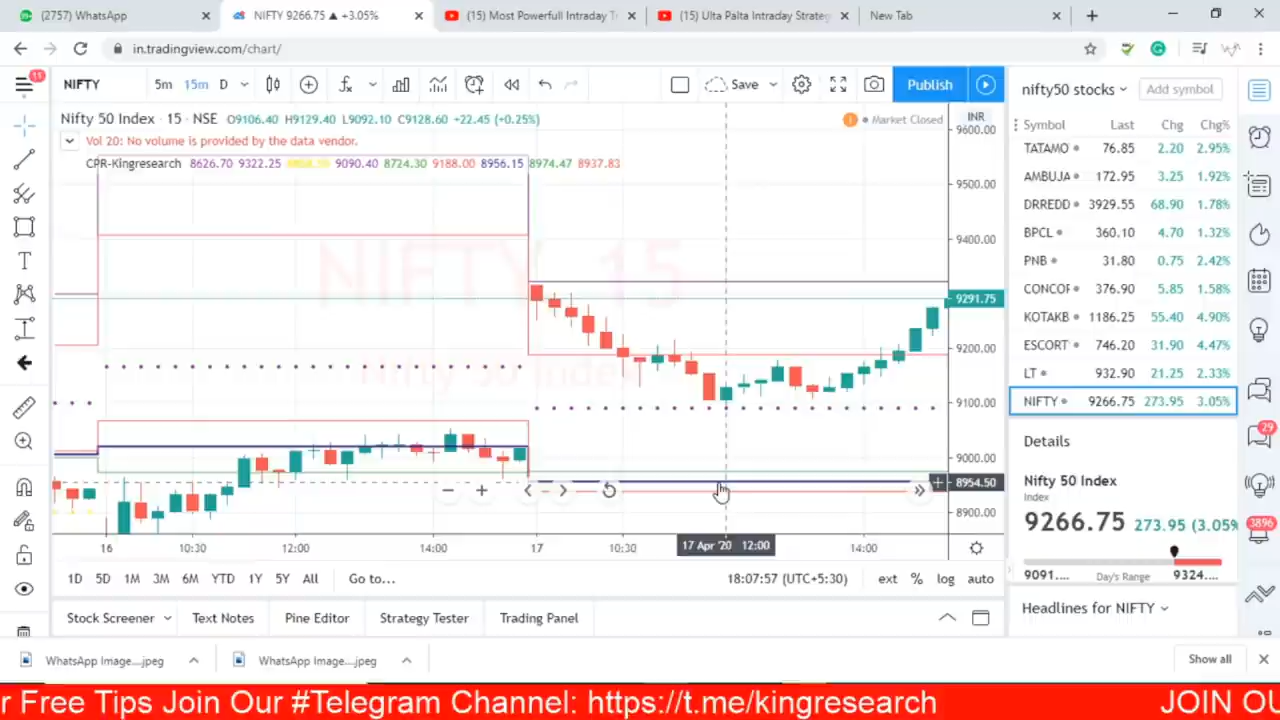 (2757) WhatsApp
NIFTY 9266.75 ▲ +3.05%
(15) Most Powerfull Intraday T
(15) Ulta Palta Intraday Strateg
New Tab
in.tradingview.com/chart/
11
NIFTY
5m 15m D
Save
Publish
nifty50 stocks
Add symbol
Nifty 50 Index · 15 · NSE O9106.40 H9129.40 L9092.10 C9128.60 +22.45 (+0.25%)
Market Closed
INR
Vol 20: No volume is provided by the data vendor.
CPR-Kingresearch 8626.70 9322.25 9090.40 8724.30 9188.00 8956.15 8974.47 8937.83
NIFTY, 15
Nifty 50 Index
9600.00
9500.00
9400.00
9291.75
9200.00
9100.00
9000.00
8954.50
8900.00
16 10:30 12:00 14:00 17 10:30 17 Apr '20 12:00 14:00
Symbol Last Chg Chg%
TATAMO 76.85 2.20 2.95%
AMBUJA 172.95 3.25 1.92%
DRREDD 3929.55 68.90 1.78%
BPCL 360.10 4.70 1.32%
PNB 31.80 0.75 2.42%
CONCOF 376.90 5.85 1.58%
KOTAKB 1186.25 55.40 4.90%
ESCORT 746.20 31.90 4.47%
LT 932.90 21.25 2.33%
NIFTY 9266.75 273.95 3.05%
Details
Nifty 50 Index
Index
9266.75 273.95 (3.05%
9091.... Day's Range 9324....
Headlines for NIFTY
29
3896
1D 5D 1M 3M 6M YTD 1Y 5Y All Go to...
18:07:57 (UTC+5:30) ext % log auto
Stock Screener Text Notes Pine Editor Strategy Tester Trading Panel
WhatsApp Image....jpeg
WhatsApp Image....jpeg
Show all
r Free Tips Join Our #Telegram Channel: https://t.me/kingresearch JOIN OU